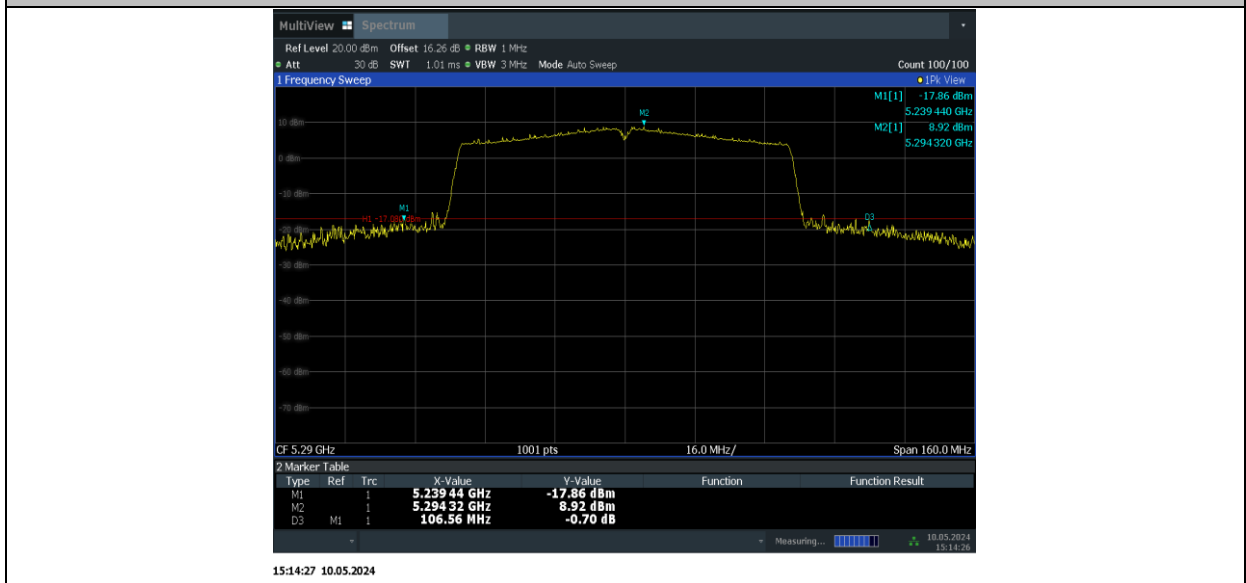 MultiView Spectrum
Ref Level 20.00 dBm Offset 16.26 dB RBW 1 MHz
Att 30 dB SWT 1.01 ms VBW 3 MHz Mode Auto Sweep Count 100/100
1 Frequency Sweep 1Pk View
M1[1] -17.86 dBm
5.239 440 GHz
M2
10 dBm
M2[1] 8.92 dBm
5.294 320 GHz
0 dBm
-10 dBm
M1
H1 -17.080 dBm
D3
-20 dBm
-30 dBm
-40 dBm
-50 dBm
-60 dBm
-70 dBm
CF 5.29 GHz 1001 pts 16.0 MHz/ Span 160.0 MHz
2 Marker Table
Type Ref Trc X-Value Y-Value Function Function Result
M1 1 5.239 44 GHz -17.86 dBm
M2 1 5.294 32 GHz 8.92 dBm
D3 M1 1 106.56 MHz -0.70 dB
Measuring... 10.05.2024
15:14:26
15:14:27 10.05.2024